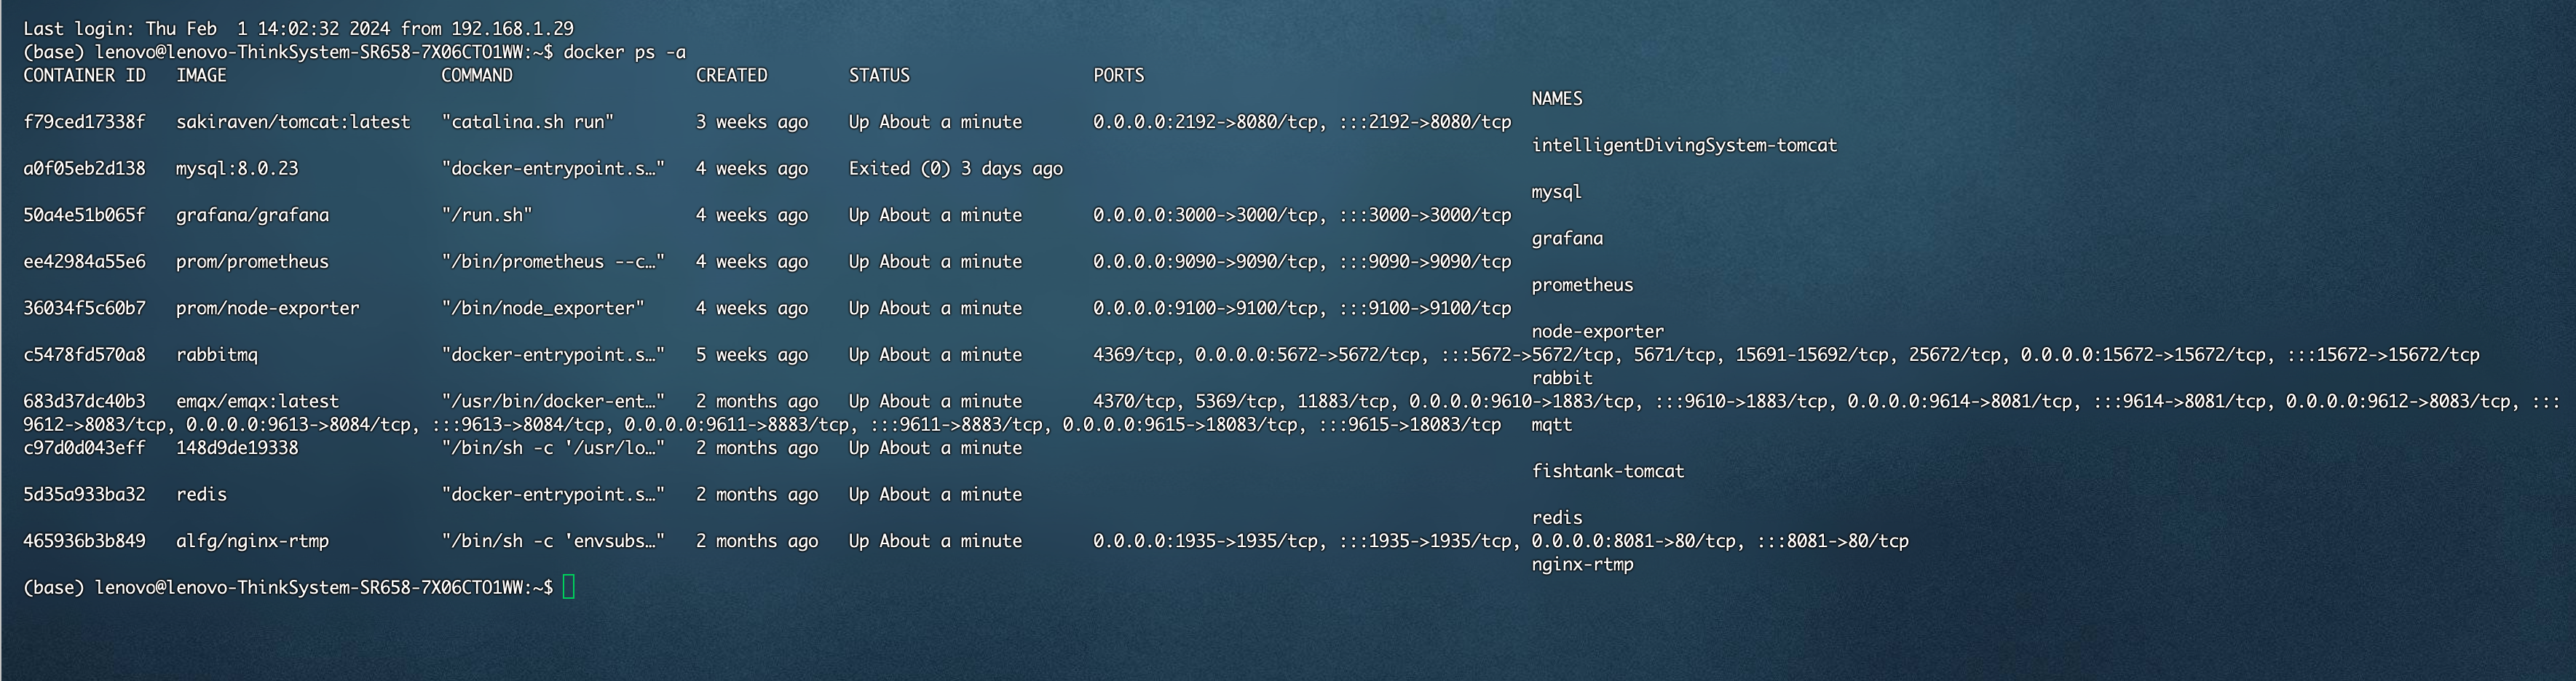 Last login: Thu Feb  1 14:02:32 2024 from 192.168.1.29
(base) lenovo@lenovo-ThinkSystem-SR658-7X06CTO1WW:~$ docker ps -a
CONTAINER ID   IMAGE                     COMMAND                  CREATED        STATUS                  PORTS
NAMES
f79ced17338f   sakiraven/tomcat:latest   "catalina.sh run"        3 weeks ago    Up About a minute       0.0.0.0:2192->8080/tcp, :::2192->8080/tcp
intelligentDivingSystem-tomcat
a0f05eb2d138   mysql:8.0.23              "docker-entrypoint.s…"   4 weeks ago    Exited (0) 3 days ago
mysql
50a4e51b065f   grafana/grafana           "/run.sh"                4 weeks ago    Up About a minute       0.0.0.0:3000->3000/tcp, :::3000->3000/tcp
grafana
ee42984a55e6   prom/prometheus           "/bin/prometheus --c…"   4 weeks ago    Up About a minute       0.0.0.0:9090->9090/tcp, :::9090->9090/tcp
prometheus
36034f5c60b7   prom/node-exporter        "/bin/node_exporter"     4 weeks ago    Up About a minute       0.0.0.0:9100->9100/tcp, :::9100->9100/tcp
node-exporter
c5478fd570a8   rabbitmq                  "docker-entrypoint.s…"   5 weeks ago    Up About a minute       4369/tcp, 0.0.0.0:5672->5672/tcp, :::5672->5672/tcp, 5671/tcp, 15691-15692/tcp, 25672/tcp, 0.0.0.0:15672->15672/tcp, :::15672->15672/tcp
rabbit
683d37dc40b3   emqx/emqx:latest          "/usr/bin/docker-ent…"   2 months ago   Up About a minute       4370/tcp, 5369/tcp, 11883/tcp, 0.0.0.0:9610->1883/tcp, :::9610->1883/tcp, 0.0.0.0:9614->8081/tcp, :::9614->8081/tcp, 0.0.0.0:9612->8083/tcp, :::
9612->8083/tcp, 0.0.0.0:9613->8084/tcp, :::9613->8084/tcp, 0.0.0.0:9611->8883/tcp, :::9611->8883/tcp, 0.0.0.0:9615->18083/tcp, :::9615->18083/tcp   mqtt
c97d0d043eff   148d9de19338              "/bin/sh -c '/usr/lo…"   2 months ago   Up About a minute
fishtank-tomcat
5d35a933ba32   redis                     "docker-entrypoint.s…"   2 months ago   Up About a minute
redis
465936b3b849   alfg/nginx-rtmp           "/bin/sh -c 'envsubs…"   2 months ago   Up About a minute       0.0.0.0:1935->1935/tcp, :::1935->1935/tcp, 0.0.0.0:8081->80/tcp, :::8081->80/tcp
nginx-rtmp
(base) lenovo@lenovo-ThinkSystem-SR658-7X06CTO1WW:~$